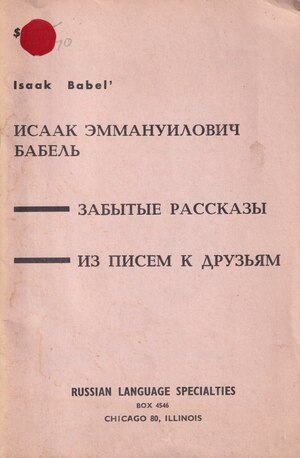 $
Isaak Babel'
ИСААК ЭММАНУИЛОВИЧ
БАБЕЛЬ
ЗАБЫТЫЕ РАССКАЗЫ
ИЗ ПИСЕМ К ДРУЗЬЯМ
RUSSIAN LANGUAGE SPECIALTIES
BOX 4546
CHICAGO 80, ILLINOIS